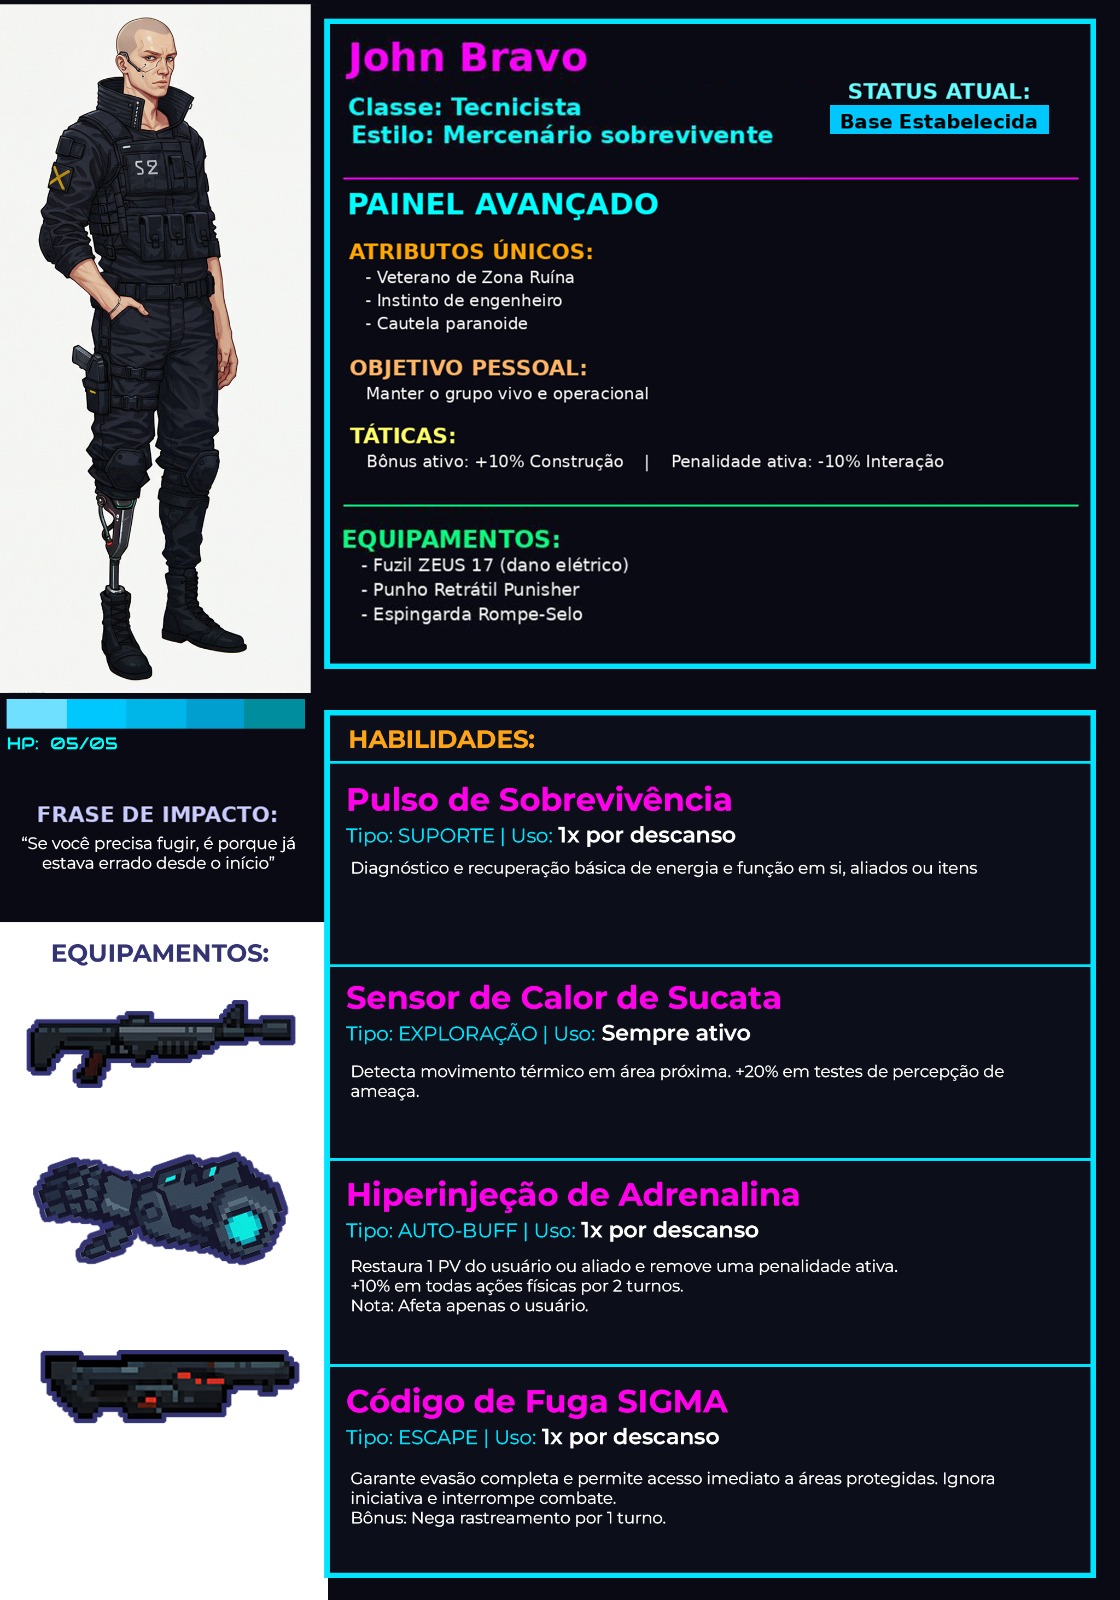 John Bravo
Classe: Tecnicista
Estilo: Mercenário sobrevivente
STATUS ATUAL:
Base Estabelecida
PAINEL AVANÇADO
ATRIBUTOS ÚNICOS:
- Veterano de Zona Ruína
- Instinto de engenheiro
- Cautela paranoide
OBJETIVO PESSOAL:
Manter o grupo vivo e operacional
TÁTICAS:
Bônus ativo: +10% Construção | Penalidade ativa: -10% Interação
EQUIPAMENTOS:
- Fuzil ZEUS 17 (dano elétrico)
- Punho Retrátil Punisher
- Espingarda Rompe-Selo
52
HP: 05/05
FRASE DE IMPACTO:
“Se você precisa fugir, é porque já
estava errado desde o início”
EQUIPAMENTOS:
HABILIDADES:
Pulso de Sobrevivência
Tipo: SUPORTE | Uso: 1x por descanso
Diagnóstico e recuperação básica de energia e função em si, aliados ou itens
Sensor de Calor de Sucata
Tipo: EXPLORAÇÃO | Uso: Sempre ativo
Detecta movimento térmico em área próxima. +20% em testes de percepção de
ameaça.
Hiperinjeção de Adrenalina
Tipo: AUTO-BUFF | Uso: 1x por descanso
Restaura 1 PV do usuário ou aliado e remove uma penalidade ativa.
+10% em todas ações físicas por 2 turnos.
Nota: Afeta apenas o usuário.
Código de Fuga SIGMA
Tipo: ESCAPE | Uso: 1x por descanso
Garante evasão completa e permite acesso imediato a áreas protegidas. Ignora
iniciativa e interrompe combate.
Bônus: Nega rastreamento por 1 turno.